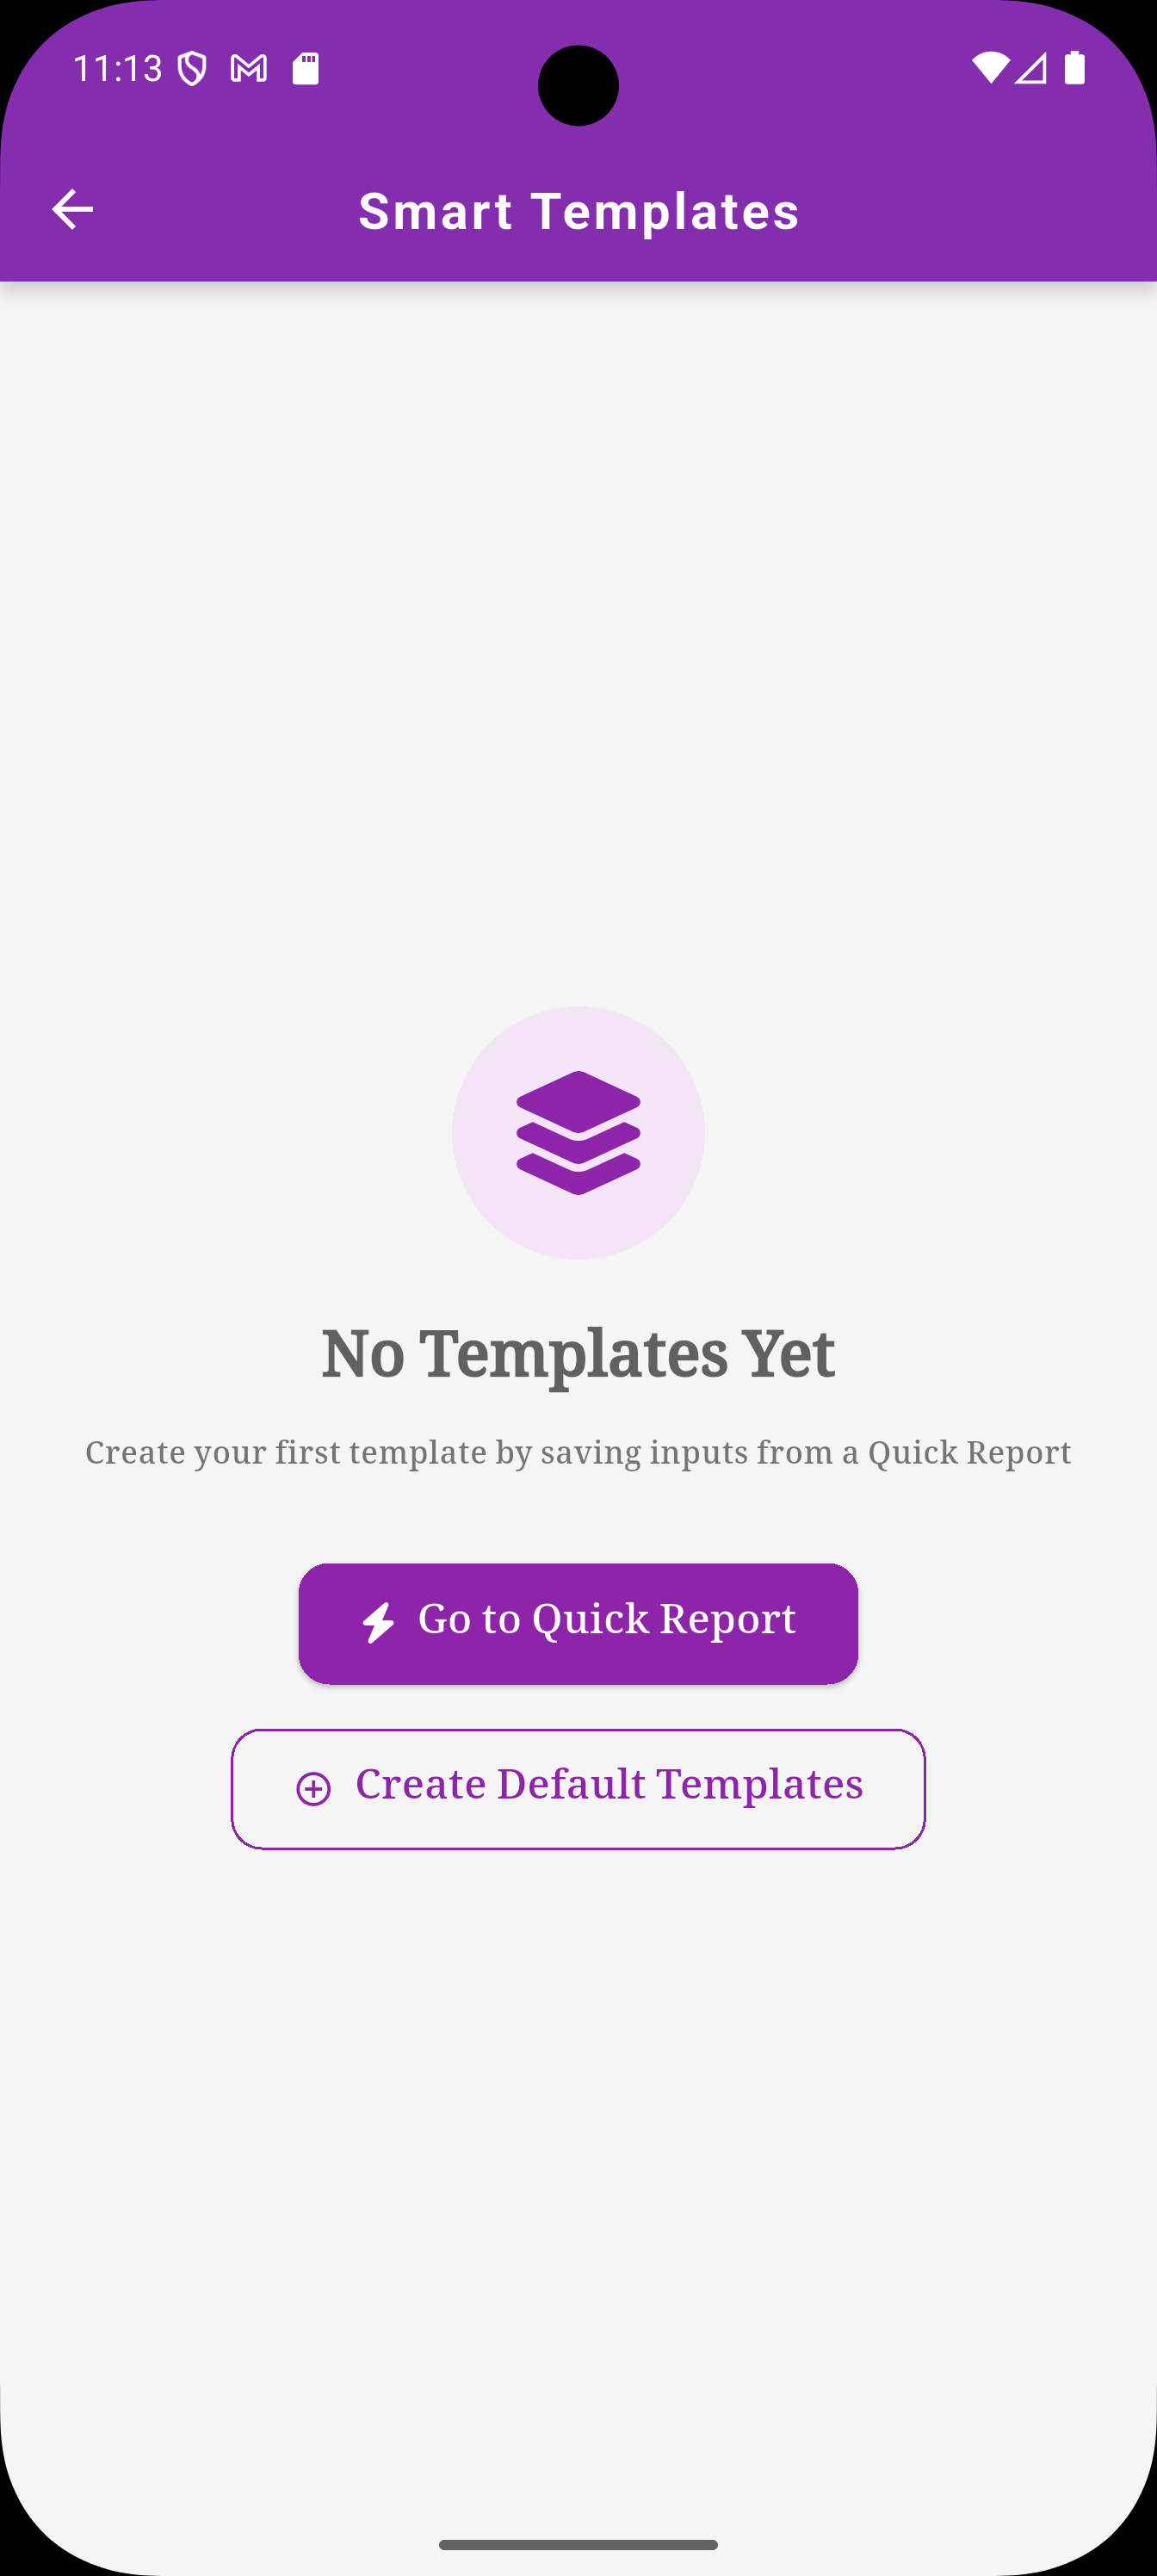 11:13
Smart Templates
No Templates Yet
Create your first template by saving inputs from a Quick Report
Go to Quick Report
Create Default Templates